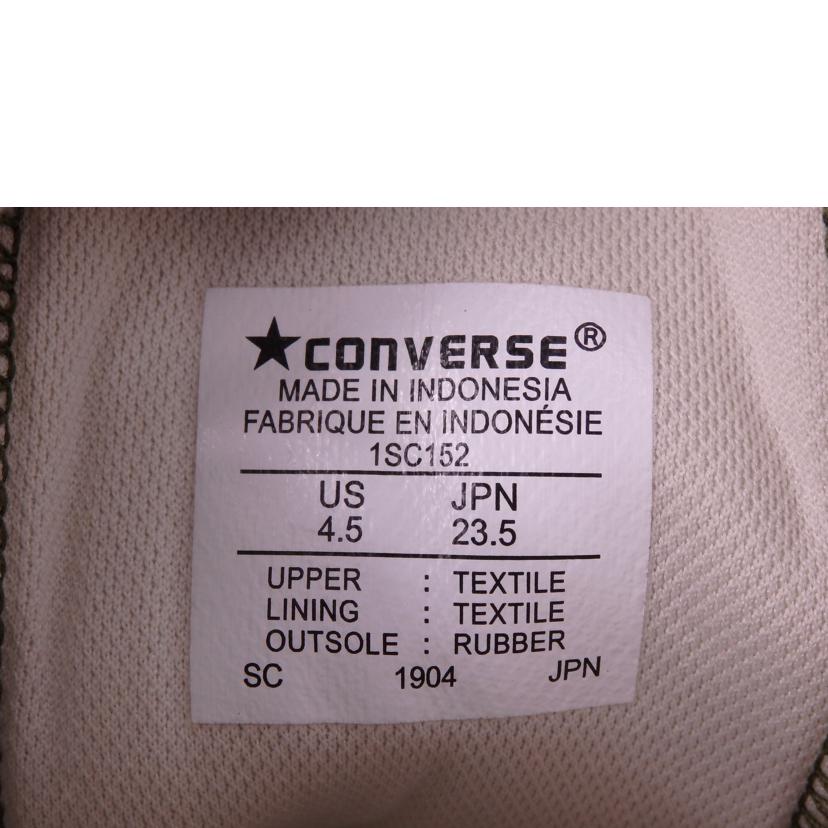 ★CONVERSE®
MADE IN INDONESIA
FABRIQUE EN INDONÉSIE
1SC152
US JPN
4.5 23.5
UPPER : TEXTILE
LINING : TEXTILE
OUTSOLE : RUBBER
SC 1904 JPN